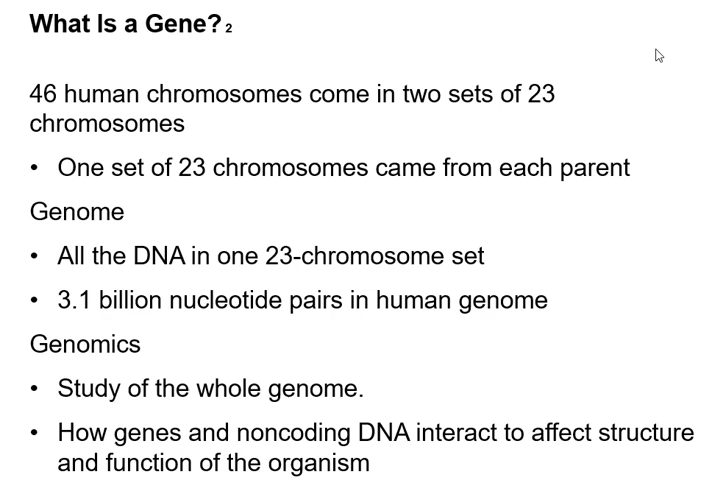 What Is a Gene? 2
46 human chromosomes come in two sets of 23
chromosomes
• One set of 23 chromosomes came from each parent
Genome
• All the DNA in one 23-chromosome set
• 3.1 billion nucleotide pairs in human genome
Genomics
• Study of the whole genome.
• How genes and noncoding DNA interact to affect structure
and function of the organism